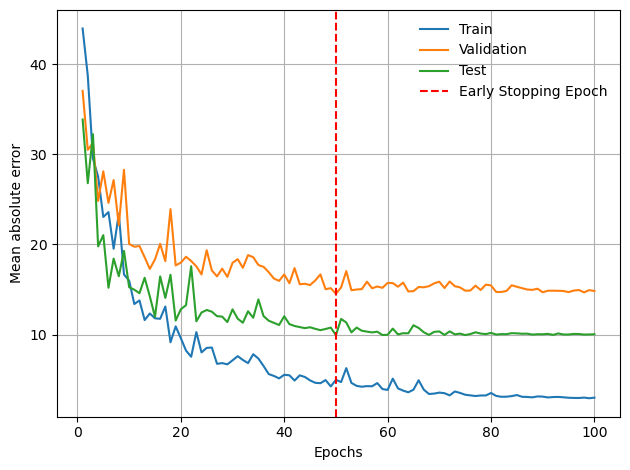 Train
Validation
Test
Early Stopping Epoch
Mean absolute error
40
30
20
10
0
20
40
60
80
100
Epochs